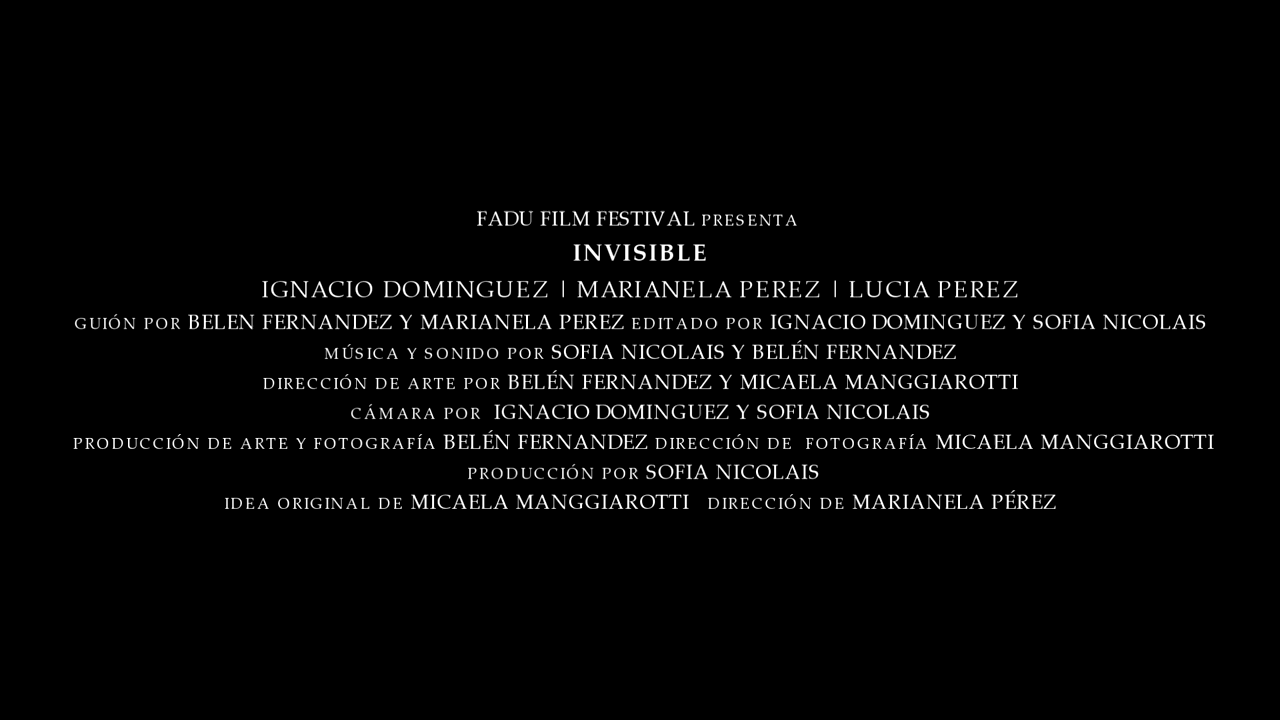 FADU FILM FESTIVAL PRESENTA
INVISIBLE
IGNACIO DOMINGUEZ | MARIANELA PEREZ | LUCIA PEREZ
GUIÓN POR BELEN FERNANDEZ Y MARIANELA PEREZ EDITADO POR IGNACIO DOMINGUEZ Y SOFIA NICOLAIS
MÚSICA Y SONIDO POR SOFIA NICOLAIS Y BELÉN FERNANDEZ
DIRECCIÓN DE ARTE POR BELÉN FERNANDEZ Y MICAELA MANGGIAROTTI
CÁMARA POR IGNACIO DOMINGUEZ Y SOFIA NICOLAIS
PRODUCCIÓN DE ARTE Y FOTOGRAFÍA BELÉN FERNANDEZ DIRECCIÓN DE FOTOGRAFÍA MICAELA MANGGIAROTTI
PRODUCCIÓN POR SOFIA NICOLAIS
IDEA ORIGINAL DE MICAELA MANGGIAROTTI DIRECCIÓN DE MARIANELA PÉREZ